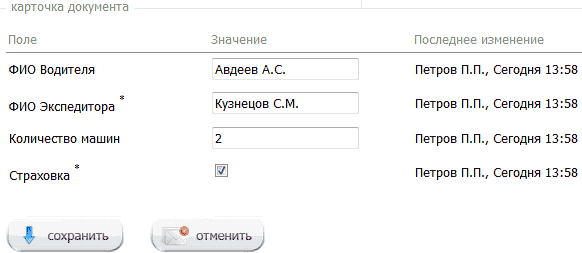 карточка документа
Поле Значение Последнее изменение
ФИО Водителя Авдеев А.С. Петров П.П., Сегодня 13:58
ФИО Экспедитора * Кузнецов С.М. Петров П.П., Сегодня 13:58
Количество машин 2 Петров П.П., Сегодня 13:58
Страховка * Петров П.П., Сегодня 13:58
сохранить отменить